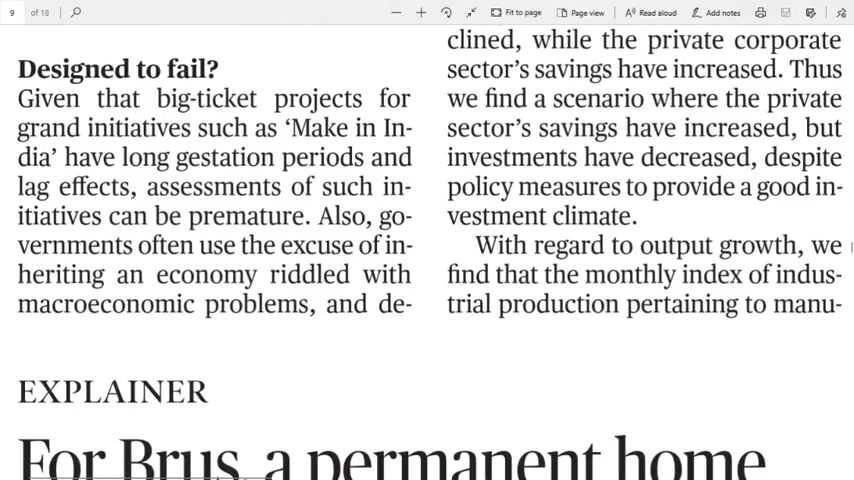 9 of 18 Fit to page Page view Read aloud Add notes
Designed to fail?
Given that big-ticket projects for
grand initiatives such as ‘Make in In-
dia’ have long gestation periods and
lag effects, assessments of such in-
itiatives can be premature. Also, go-
vernments often use the excuse of in-
heriting an economy riddled with
macroeconomic problems, and de-
clined, while the private corporate
sector’s savings have increased. Thus
we find a scenario where the private
sector’s savings have increased, but
investments have decreased, despite
policy measures to provide a good in-
vestment climate.
With regard to output growth, we
find that the monthly index of indus-
trial production pertaining to manu-
EXPLAINER
For Brus, a permanent home